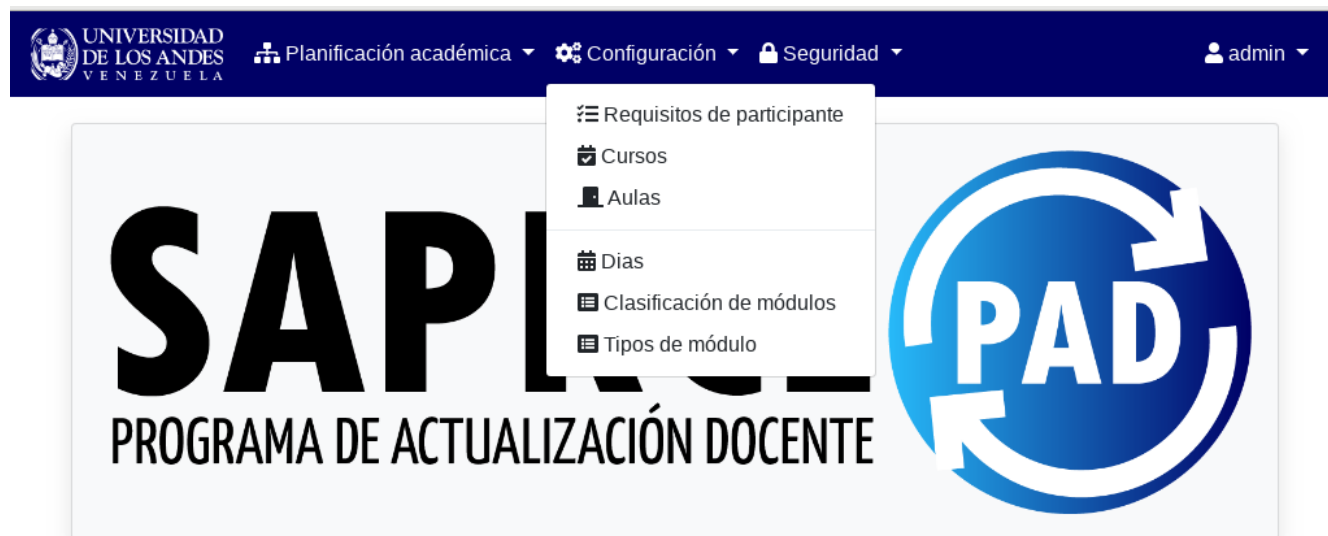 UNIVERSIDAD
DE LOS ANDES
VENEZUELA
Planificación académica
Configuración
Seguridad
admin
Requisitos de participante
Cursos
Aulas
Dias
Clasificación de módulos
Tipos de módulo
PAD
PROGRAMA DE ACTUALIZACIÓN DOCENTE